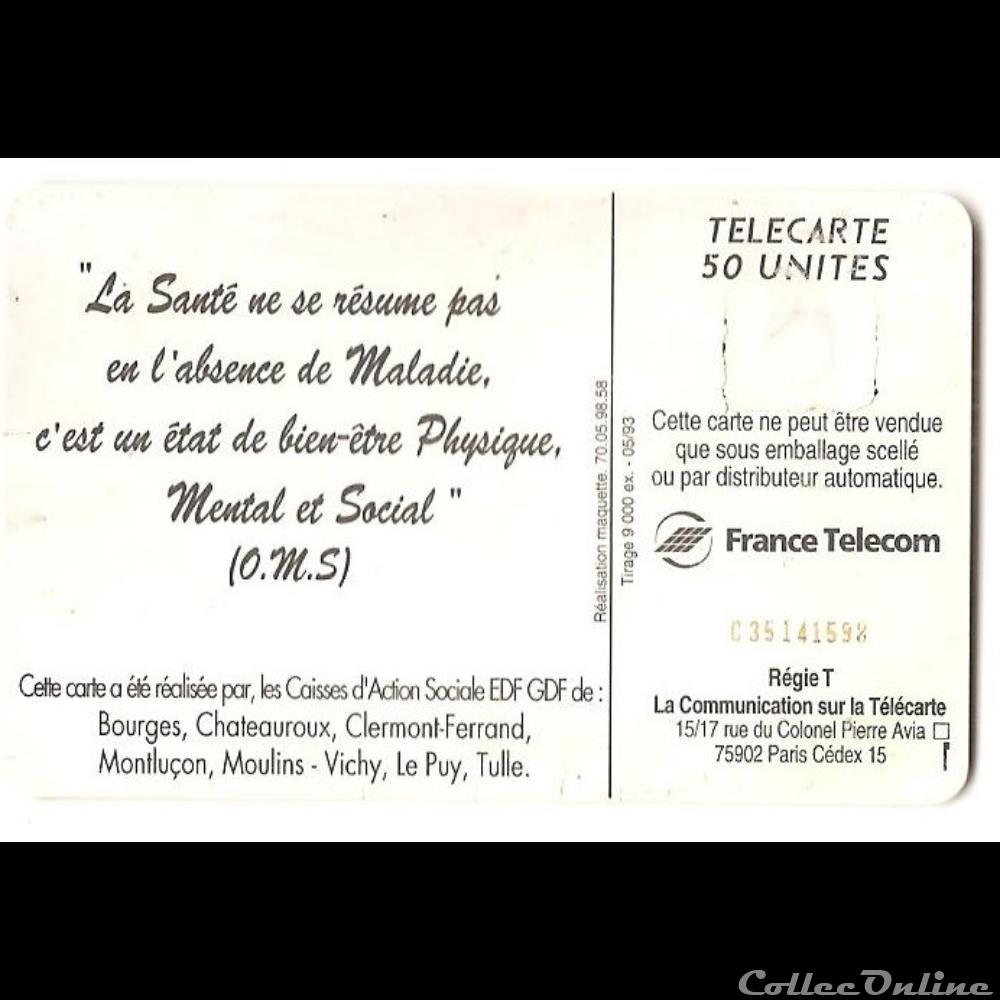 "La Santé ne se résume pas
en l'absence de Maladie,
c'est un état de bien-être Physique,
Mental et Social "
(O.M.S)
Cette carte a été réalisée par, les Caisses d'Action Sociale EDF GDF de :
Bourges, Chateauroux, Clermont-Ferrand,
Montluçon, Moulins - Vichy, Le Puy, Tulle.
Réalisation maquette. 70.05.98.58
Tirage 9 000 ex. - 05/93
TELECARTE
50 UNITES
Cette carte ne peut être vendue
que sous emballage scellé
ou par distributeur automatique.
France Telecom
C35141598
Régie T
La Communication sur la Télécarte
15/17 rue du Colonel Pierre Avia
75902 Paris Cédex 15
CollecOnline